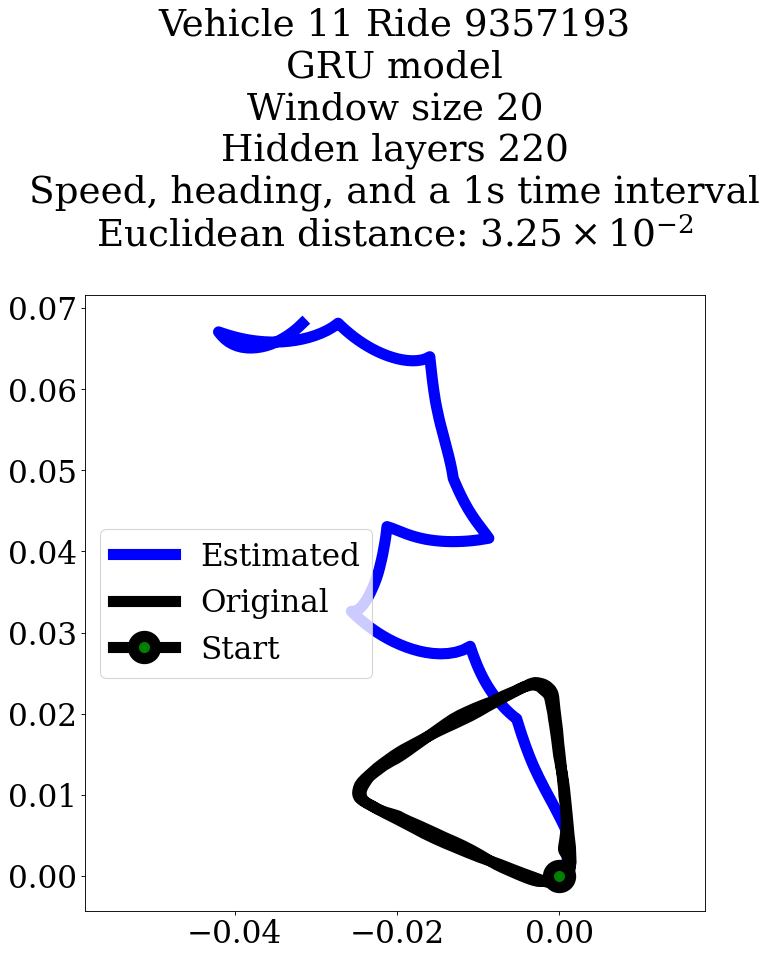 Vehicle 11 Ride 9357193
GRU model
Window size 20
Hidden layers 220
Speed, heading, and a 1s time interval
Euclidean distance: 3.25 × 10⁻²
0.07
0.06
0.05
0.04
0.03
0.02
0.01
0.00
Estimated
Original
Start
−0.04 −0.02 0.00